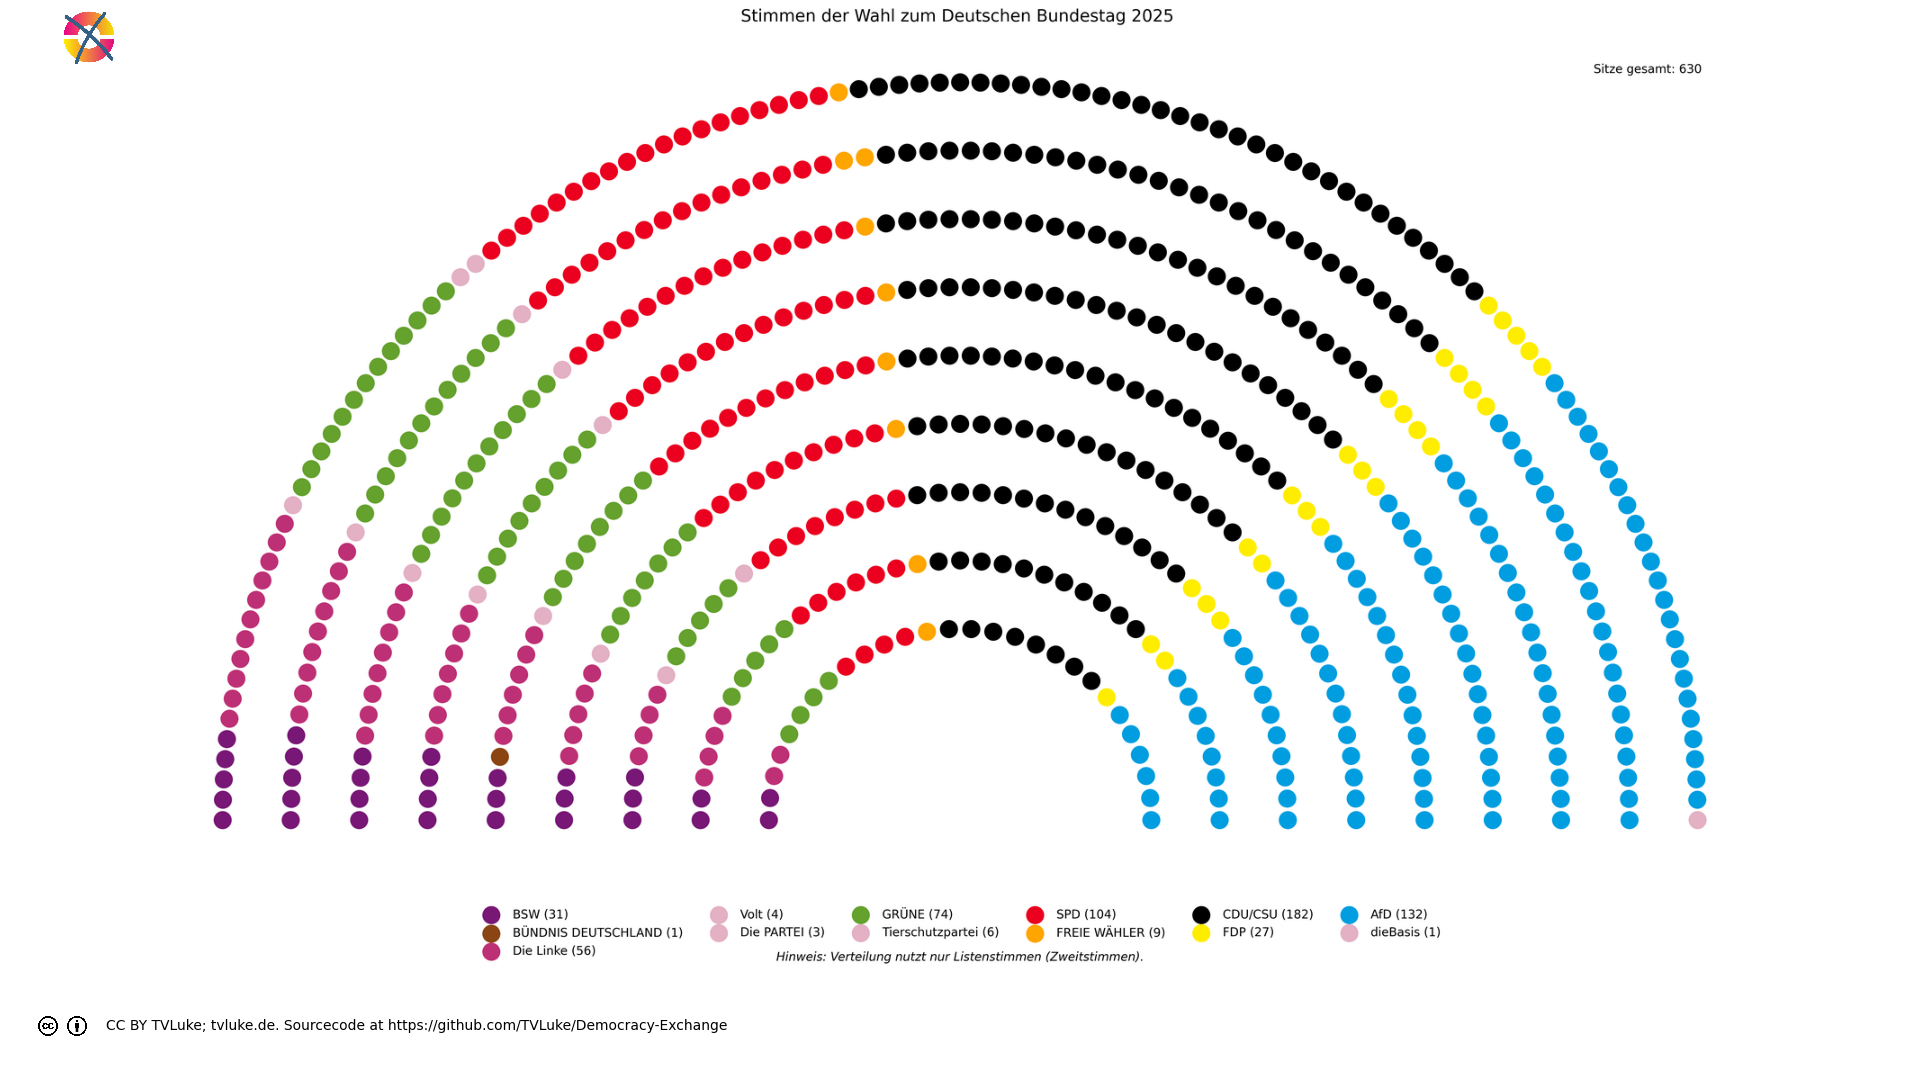 Stimmen der Wahl zum Deutschen Bundestag 2025
Sitze gesamt: 630
BSW (31)
BÜNDNIS DEUTSCHLAND (1)
Die Linke (56)
Volt (4)
Die PARTEI (3)
GRÜNE (74)
Tierschutzpartei (6)
SPD (104)
FREIE WÄHLER (9)
CDU/CSU (182)
FDP (27)
AfD (132)
dieBasis (1)
Hinweis: Verteilung nutzt nur Listenstimmen (Zweitstimmen).
cc CC BY TVLuke; tvluke.de. Sourcecode at https://github.com/TVLuke/Democracy-Exchange